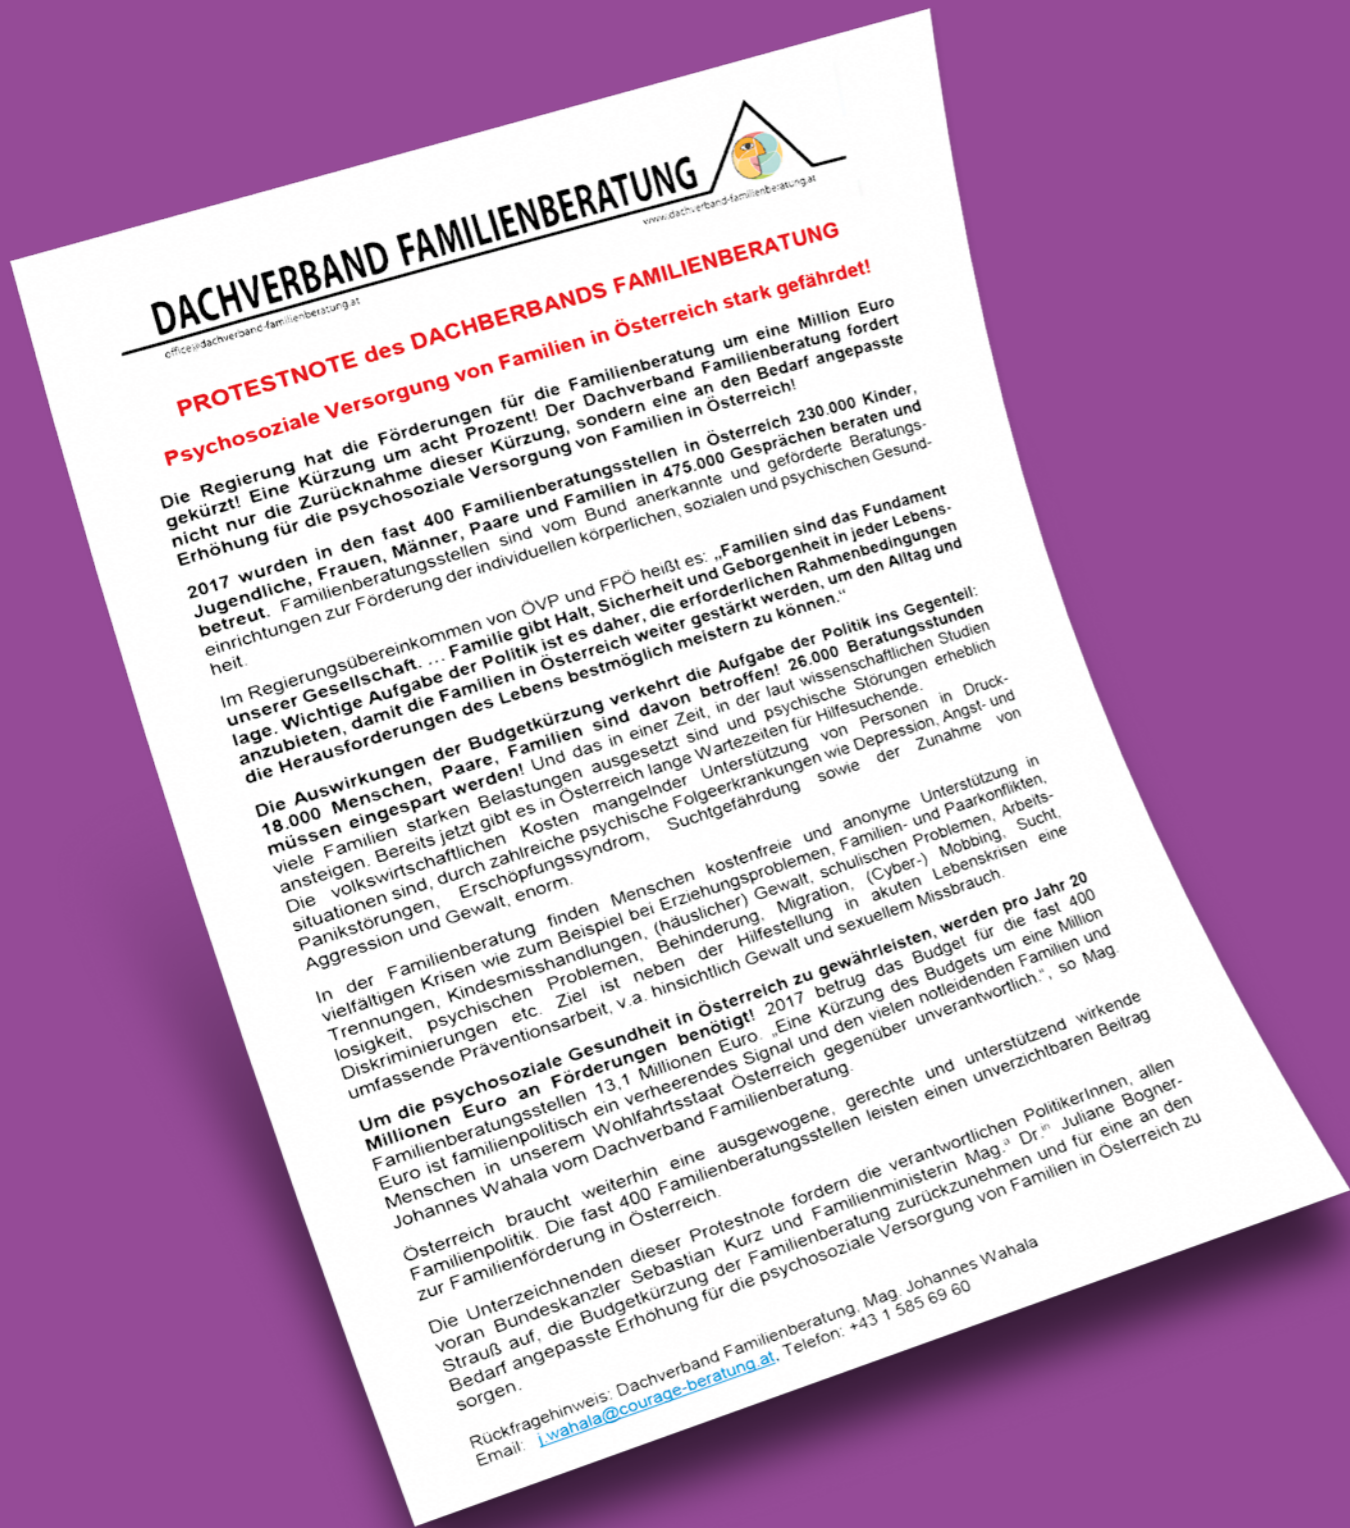 DACHVERBAND FAMILIENBERATUNG
office@dachverband-familienberatung.at
www.dachverband-familienberatung.at
PROTESTNOTE des DACHBERBANDS FAMILIENBERATUNG
Psychosoziale Versorgung von Familien in Österreich stark gefährdet!
Die Regierung hat die Förderungen für die Familienberatung um eine Million Euro
gekürzt! Eine Kürzung um acht Prozent! Der Dachverband Familienberatung fordert
nicht nur die Zurücknahme dieser Kürzung, sondern eine an den Bedarf angepasste
Erhöhung für die psychosoziale Versorgung von Familien in Österreich!
2017 wurden in den fast 400 Familienberatungsstellen in Österreich 230.000 Kinder,
Jugendliche, Frauen, Männer, Paare und Familien in 475.000 Gesprächen beraten und
betreut. Familienberatungsstellen sind vom Bund anerkannte und geförderte Beratungs-
einrichtungen zur Förderung der individuellen körperlichen, sozialen und psychischen Gesund-
heit.
Im Regierungsübereinkommen von ÖVP und FPÖ heißt es: „Familien sind das Fundament
unserer Gesellschaft. … Familie gibt Halt, Sicherheit und Geborgenheit in jeder Lebens-
lage. Wichtige Aufgabe der Politik ist es daher, die erforderlichen Rahmenbedingungen
anzubieten, damit die Familien in Österreich weiter gestärkt werden, um den Alltag und
die Herausforderungen des Lebens bestmöglich meistern zu können.“
Die Auswirkungen der Budgetkürzung verkehrt die Aufgabe der Politik ins Gegenteil:
18.000 Menschen, Paare, Familien sind davon betroffen! 26.000 Beratungsstunden
müssen eingespart werden! Und das in einer Zeit, in der laut wissenschaftlichen Studien
viele Familien starken Belastungen ausgesetzt sind und psychische Störungen erheblich
ansteigen. Bereits jetzt gibt es in Österreich lange Wartezeiten für Hilfesuchende.
Die volkswirtschaftlichen Kosten mangelnder Unterstützung von Personen in Druck-
situationen sind, durch zahlreiche psychische Folgeerkrankungen wie Depression, Angst- und
Panikstörungen, Erschöpfungssyndrom, Suchtgefährdung sowie der Zunahme von
Aggression und Gewalt, enorm.
In der Familienberatung finden Menschen kostenfreie und anonyme Unterstützung in
vielfältigen Krisen wie zum Beispiel bei Erziehungsproblemen, Familien- und Paarkonflikten,
Trennungen, Kindesmisshandlungen, (häuslicher) Gewalt, schulischen Problemen, Arbeits-
losigkeit, psychischen Problemen, Behinderung, Migration, (Cyber-) Mobbing, Sucht,
Diskriminierungen etc. Ziel ist neben der Hilfestellung in akuten Lebenskrisen eine
umfassende Präventionsarbeit, v.a. hinsichtlich Gewalt und sexuellem Missbrauch.
Um die psychosoziale Gesundheit in Österreich zu gewährleisten, werden pro Jahr 20
Millionen Euro an Förderungen benötigt! 2017 betrug das Budget für die fast 400
Familienberatungsstellen 13,1 Millionen Euro. „Eine Kürzung des Budgets um eine Million
Euro ist familienpolitisch ein verheerendes Signal und den vielen notleidenden Familien und
Menschen in unserem Wohlfahrtsstaat Österreich gegenüber unverantwortlich.“, so Mag.
Johannes Wahala vom Dachverband Familienberatung.
Österreich braucht weiterhin eine ausgewogene, gerechte und unterstützend wirkende
Familienpolitik. Die fast 400 Familienberatungsstellen leisten einen unverzichtbaren Beitrag
zur Familienförderung in Österreich.
Die Unterzeichnenden dieser Protestnote fordern die verantwortlichen PolitikerInnen, allen
voran Bundeskanzler Sebastian Kurz und Familienministerin Mag.ª Dr.ⁱⁿ Juliane Bogner-
Strauß auf, die Budgetkürzung der Familienberatung zurückzunehmen und für eine an den
Bedarf angepasste Erhöhung für die psychosoziale Versorgung von Familien in Österreich zu
sorgen.
Rückfragehinweis: Dachverband Familienberatung, Mag. Johannes Wahala
Email: j.wahala@courage-beratung.at, Telefon: +43 1 585 69 60